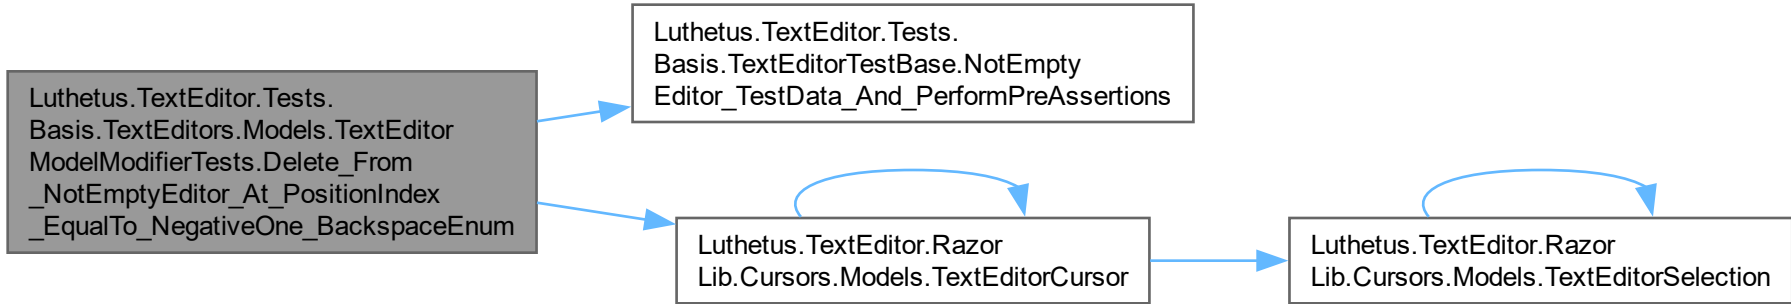 Luthetus.TextEditor.Tests.
Basis.TextEditors.Models.TextEditor
ModelModifierTests.Delete_From
_NotEmptyEditor_At_PositionIndex
_EqualTo_NegativeOne_BackspaceEnum
Luthetus.TextEditor.Tests.
Basis.TextEditorTestBase.NotEmpty
Editor_TestData_And_PerformPreAssertions
Luthetus.TextEditor.Razor
Lib.Cursors.Models.TextEditorCursor
Luthetus.TextEditor.Razor
Lib.Cursors.Models.TextEditorSelection